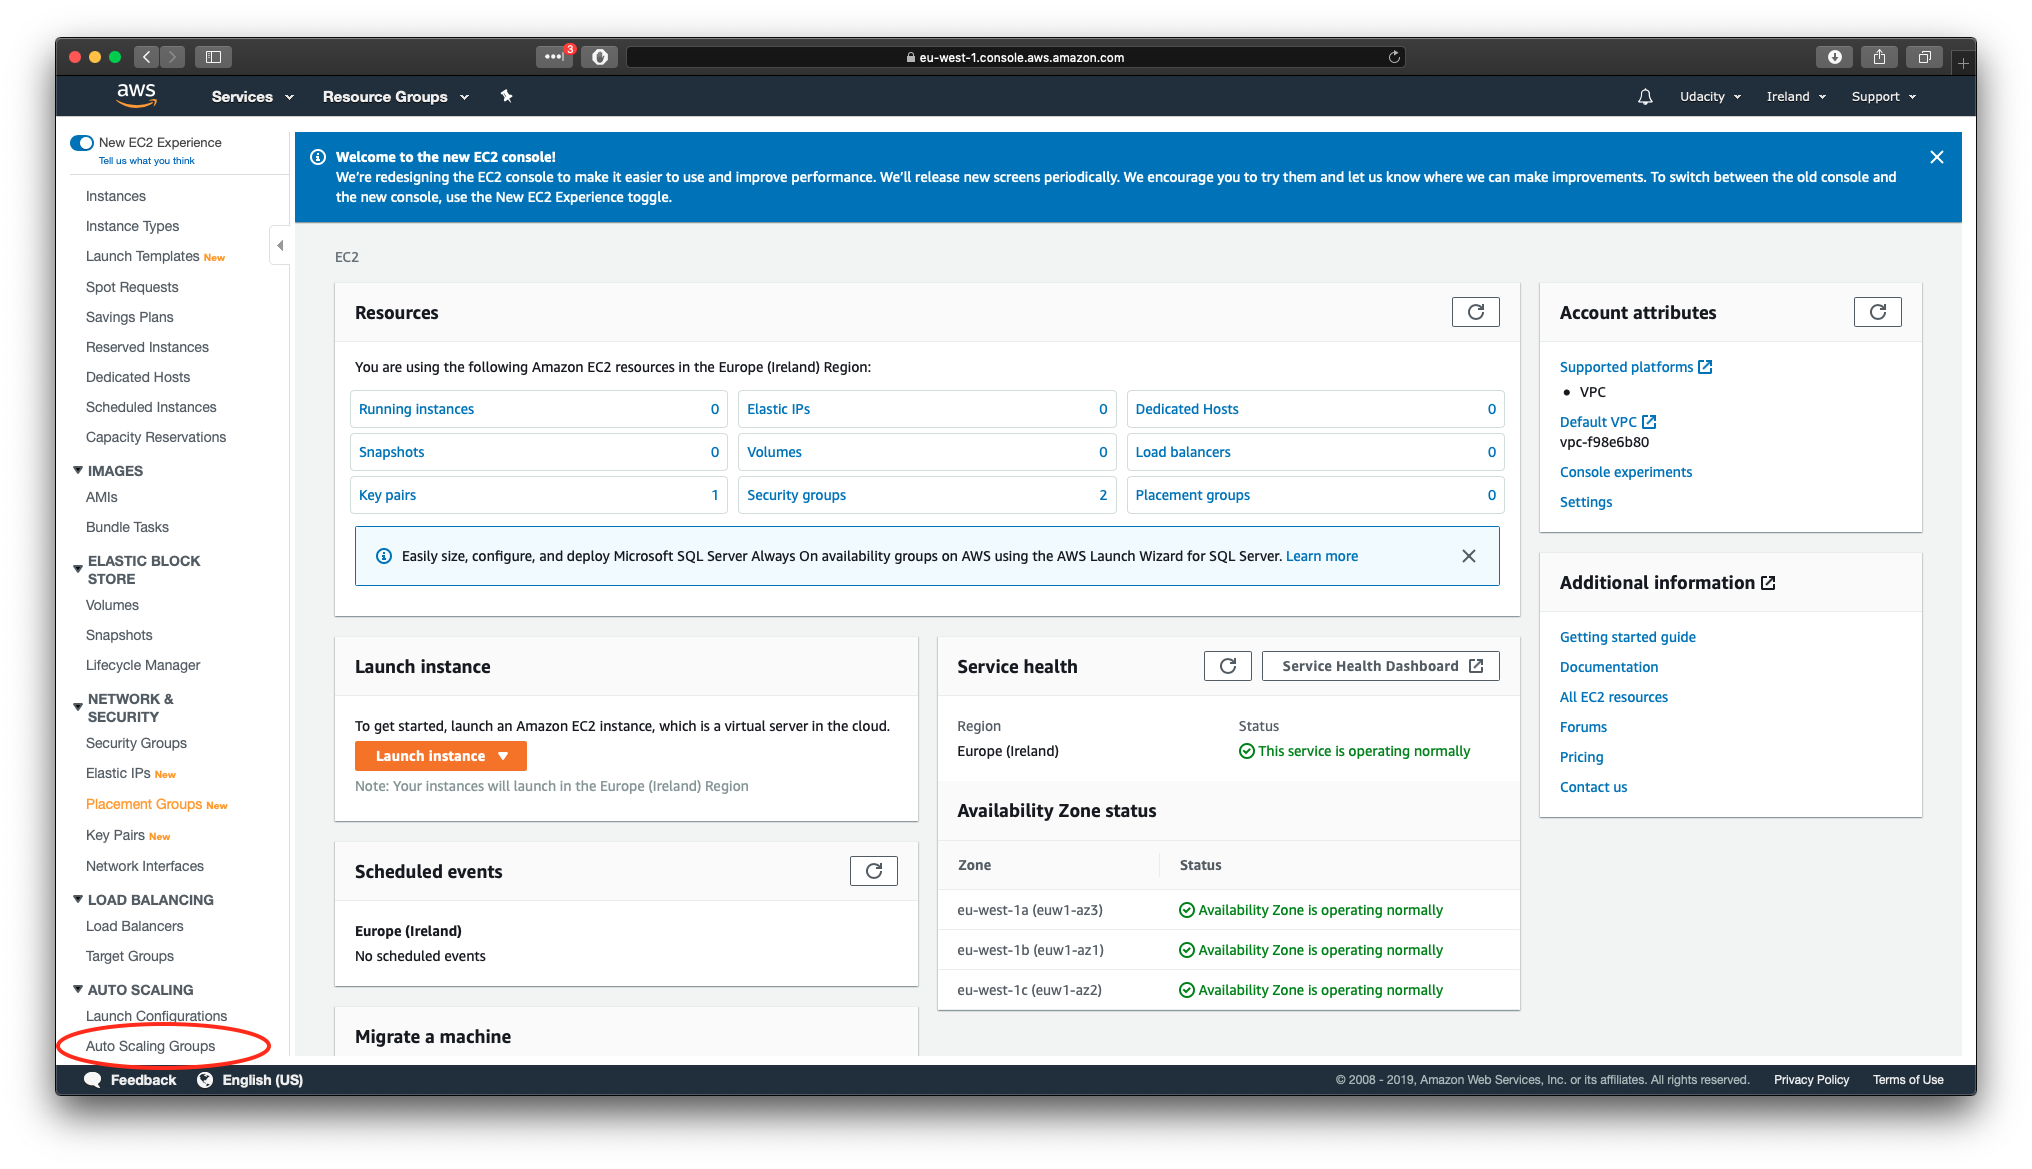 3
eu-west-1.console.aws.amazon.com
aws
Services
Resource Groups
Udacity
Ireland
Support
New EC2 Experience
Tell us what you think
Instances
Instance Types
Launch Templates New
Spot Requests
Savings Plans
Reserved Instances
Dedicated Hosts
Scheduled Instances
Capacity Reservations
IMAGES
AMIs
Bundle Tasks
ELASTIC BLOCK
STORE
Volumes
Snapshots
Lifecycle Manager
NETWORK &
SECURITY
Security Groups
Elastic IPs New
Placement Groups New
Key Pairs New
Network Interfaces
LOAD BALANCING
Load Balancers
Target Groups
AUTO SCALING
Launch Configurations
Auto Scaling Groups
Welcome to the new EC2 console!
We're redesigning the EC2 console to make it easier to use and improve performance. We'll release new screens periodically. We encourage you to try them and let us know where we can make improvements. To switch between the old console and
the new console, use the New EC2 Experience toggle.
EC2
Resources
You are using the following Amazon EC2 resources in the Europe (Ireland) Region:
Running instances 0
Elastic IPs 0
Dedicated Hosts 0
Snapshots 0
Volumes 0
Load balancers 0
Key pairs 1
Security groups 2
Placement groups 0
Easily size, configure, and deploy Microsoft SQL Server Always On availability groups on AWS using the AWS Launch Wizard for SQL Server. Learn more
Launch instance
To get started, launch an Amazon EC2 instance, which is a virtual server in the cloud.
Launch instance
Note: Your instances will launch in the Europe (Ireland) Region
Scheduled events
Europe (Ireland)
No scheduled events
Migrate a machine
Service health
Service Health Dashboard
Region
Status
Europe (Ireland)
This service is operating normally
Availability Zone status
Zone
Status
eu-west-1a (euw1-az3)
Availability Zone is operating normally
eu-west-1b (euw1-az1)
Availability Zone is operating normally
eu-west-1c (euw1-az2)
Availability Zone is operating normally
Account attributes
Supported platforms
VPC
Default VPC
vpc-f98e6b80
Console experiments
Settings
Additional information
Getting started guide
Documentation
All EC2 resources
Forums
Pricing
Contact us
Feedback
English (US)
© 2008 - 2019, Amazon Web Services, Inc. or its affiliates. All rights reserved.
Privacy Policy
Terms of Use